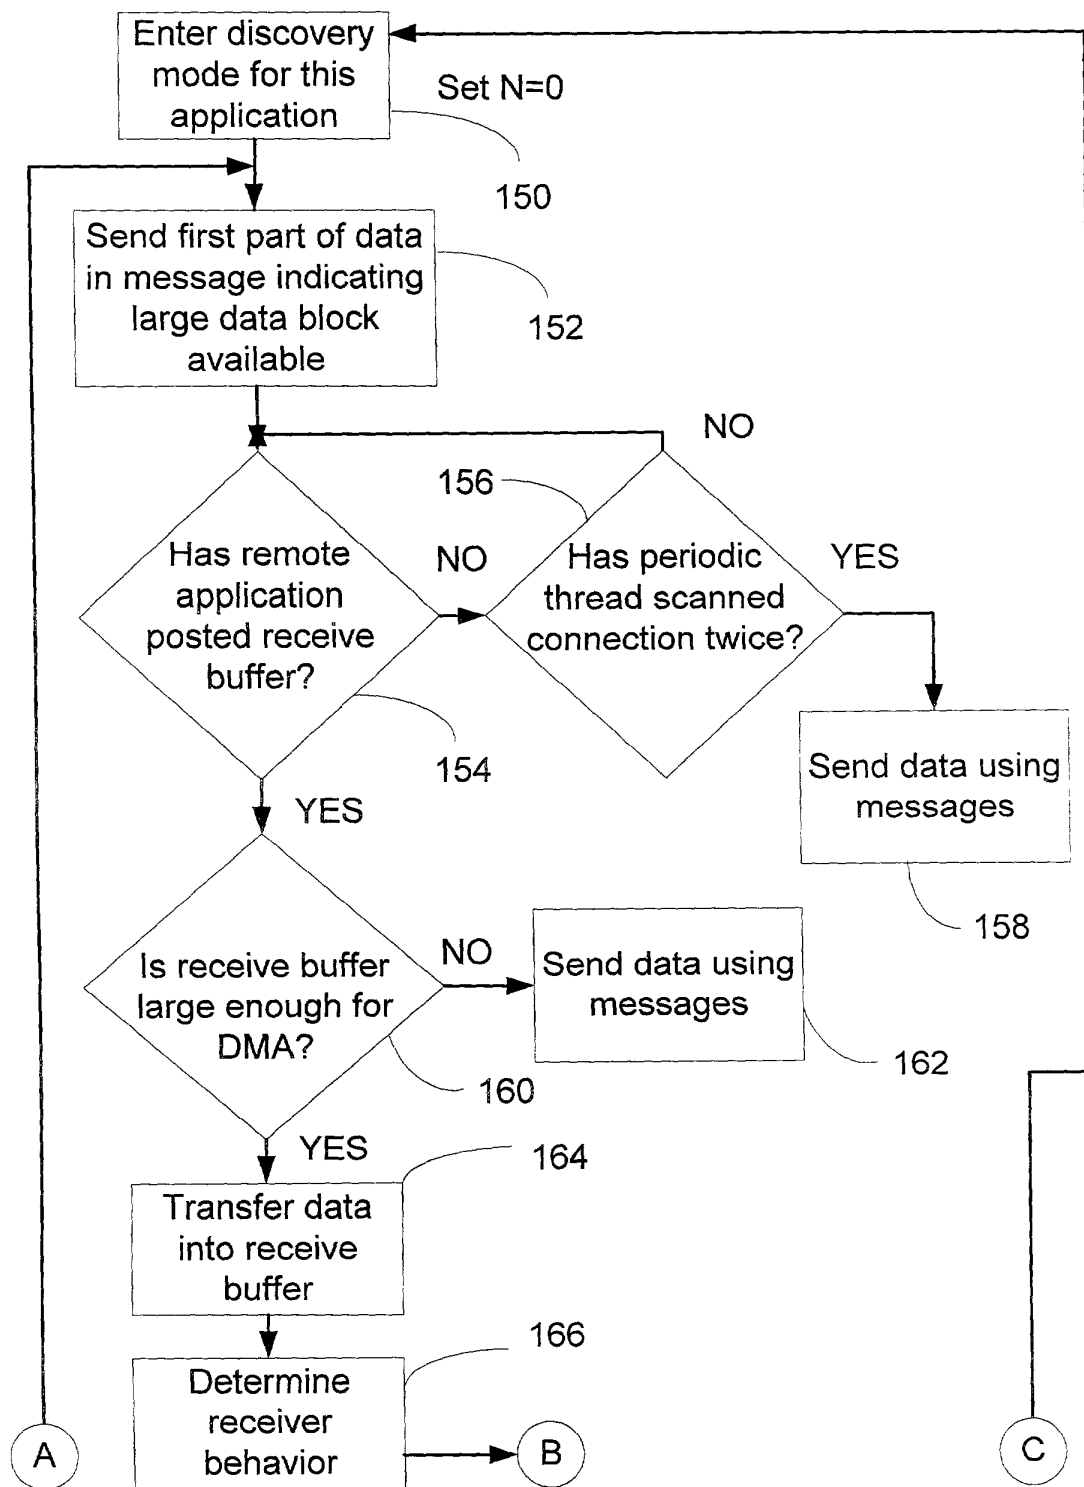 Enter discovery
mode for this
application
Set N=0
150
Send first part of data
in message indicating
large data block
available
152
NO
156
Has remote
application
posted receive
buffer?
NO
Has periodic
thread scanned
connection twice?
YES
154
YES
Send data using
messages
158
Is receive buffer
large enough for
DMA?
NO
Send data using
messages
160
162
YES
164
Transfer data
into receive
buffer
166
Determine
receiver
behavior
A
B
C